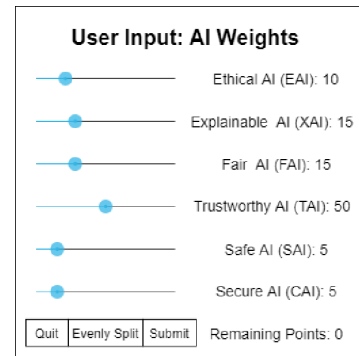 User Input: AI Weights
Ethical AI (EAI): 10
Explainable AI (XAI): 15
Fair AI (FAI): 15
Trustworthy AI (TAI): 50
Safe AI (SAI): 5
Secure AI (CAI): 5
Quit Evenly Split Submit Remaining Points: 0